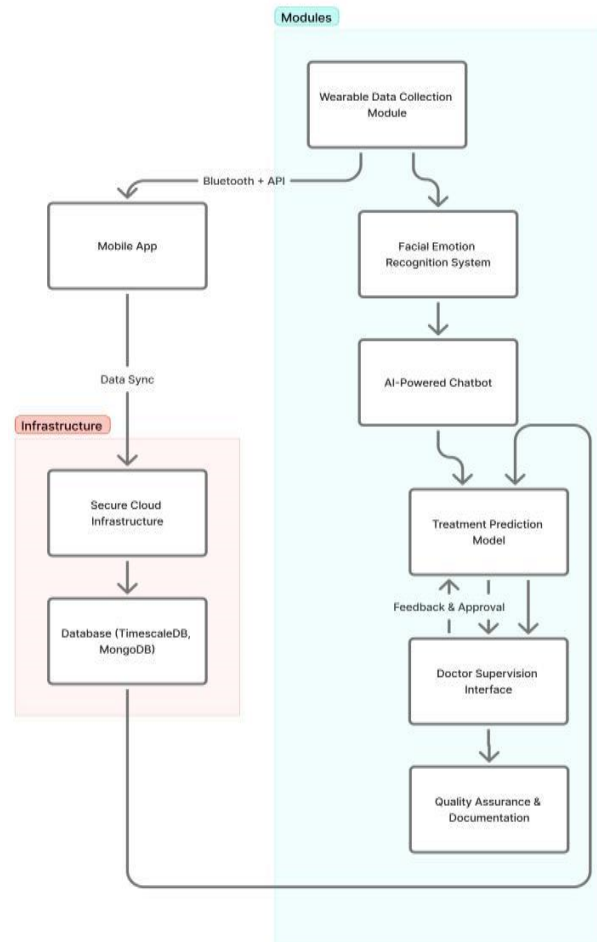 Modules
Wearable Data Collection
Module
Bluetooth + API
Mobile App
Facial Emotion
Recognition System
Data Sync
AI-Powered Chatbot
Infrastructure
Secure Cloud
Infrastructure
Treatment Prediction
Model
Feedback & Approval
Database (TimescaleDB,
MongoDB)
Doctor Supervision
Interface
Quality Assurance &
Documentation